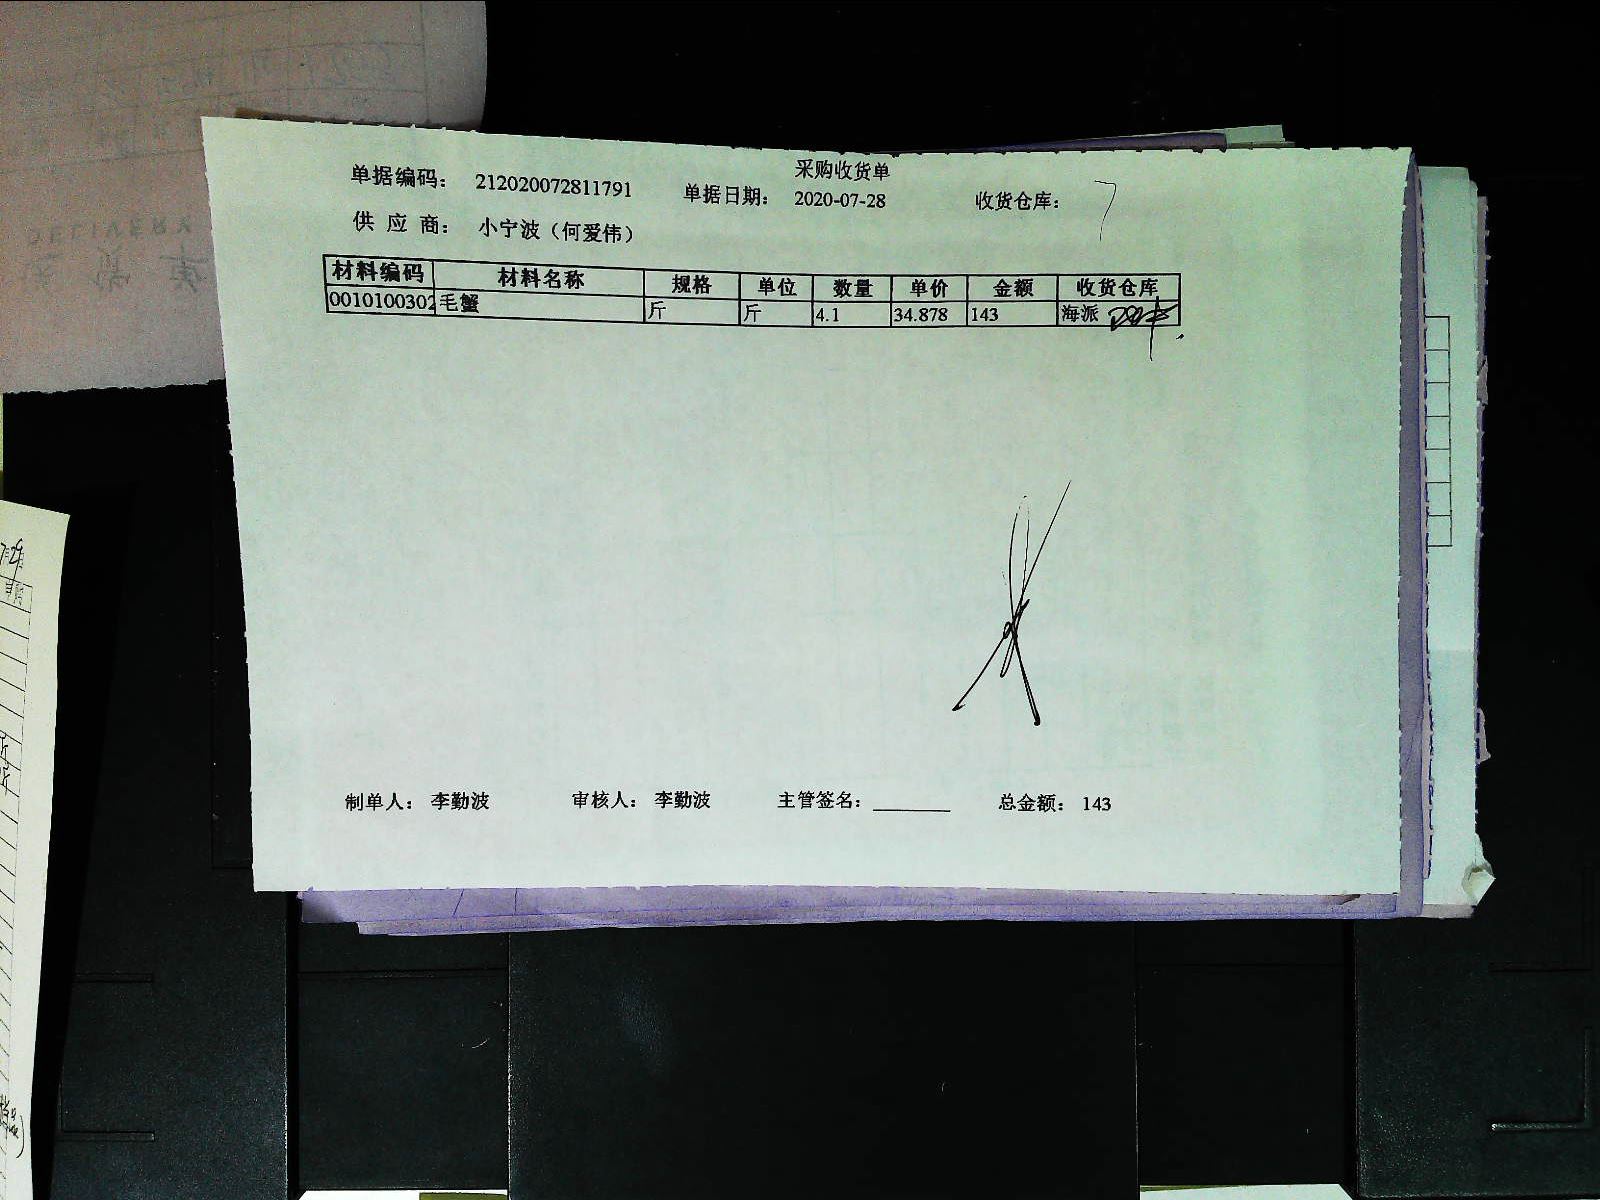 采购收货单
单据编码： 212020072811791 单据日期： 2020-07-28 收货仓库：
供 应 商： 小宁波（何爱伟）
材料编码 材料名称 规格 单位 数量 单价 金额 收货仓库
0010100302 毛蟹 斤 斤 4.1 34.878 143 海派
制单人： 李勤波 审核人： 李勤波 主管签名： 总金额： 143
DELIVERY